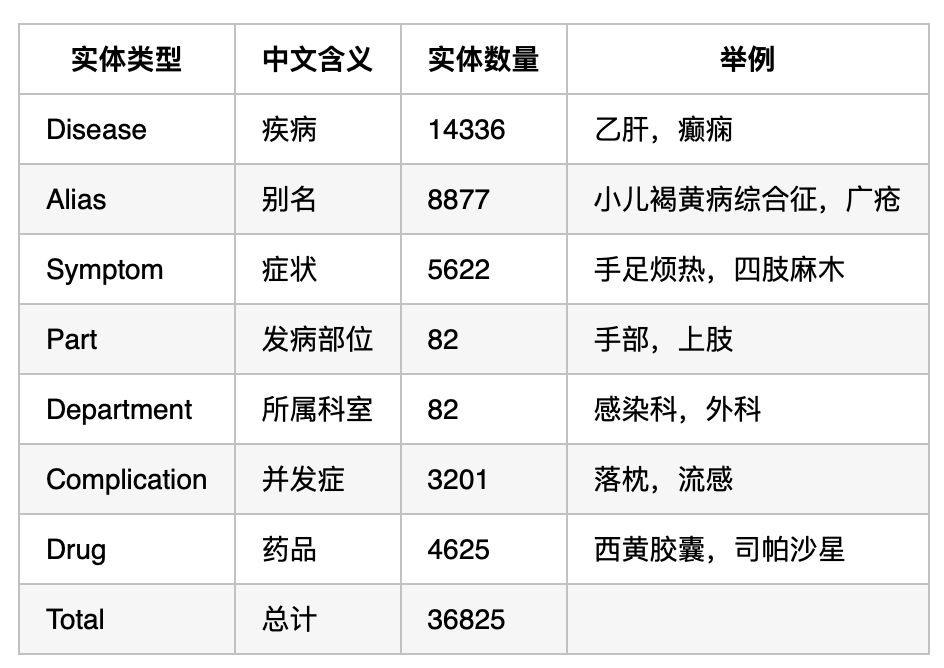 实体类型 中文含义 实体数量 举例
Disease 疾病 14336 乙肝，癫痫
Alias 别名 8877 小儿褐黄病综合征，广疮
Symptom 症状 5622 手足烦热，四肢麻木
Part 发病部位 82 手部，上肢
Department 所属科室 82 感染科，外科
Complication 并发症 3201 落枕，流感
Drug 药品 4625 西黄胶囊，司帕沙星
Total 总计 36825